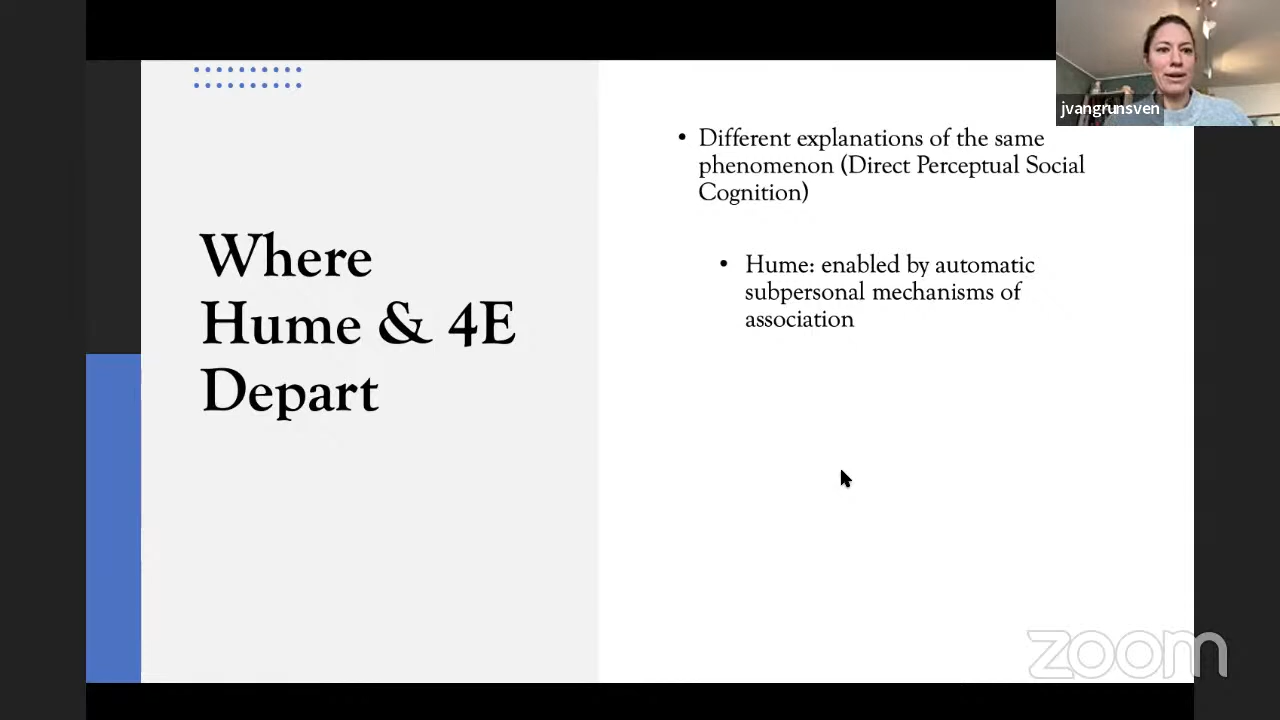 jvangrunsven
Where
Hume & 4E
Depart
• Different explanations of the same
phenomenon (Direct Perceptual Social
Cognition)
• Hume: enabled by automatic
subpersonal mechanisms of
association
zoom